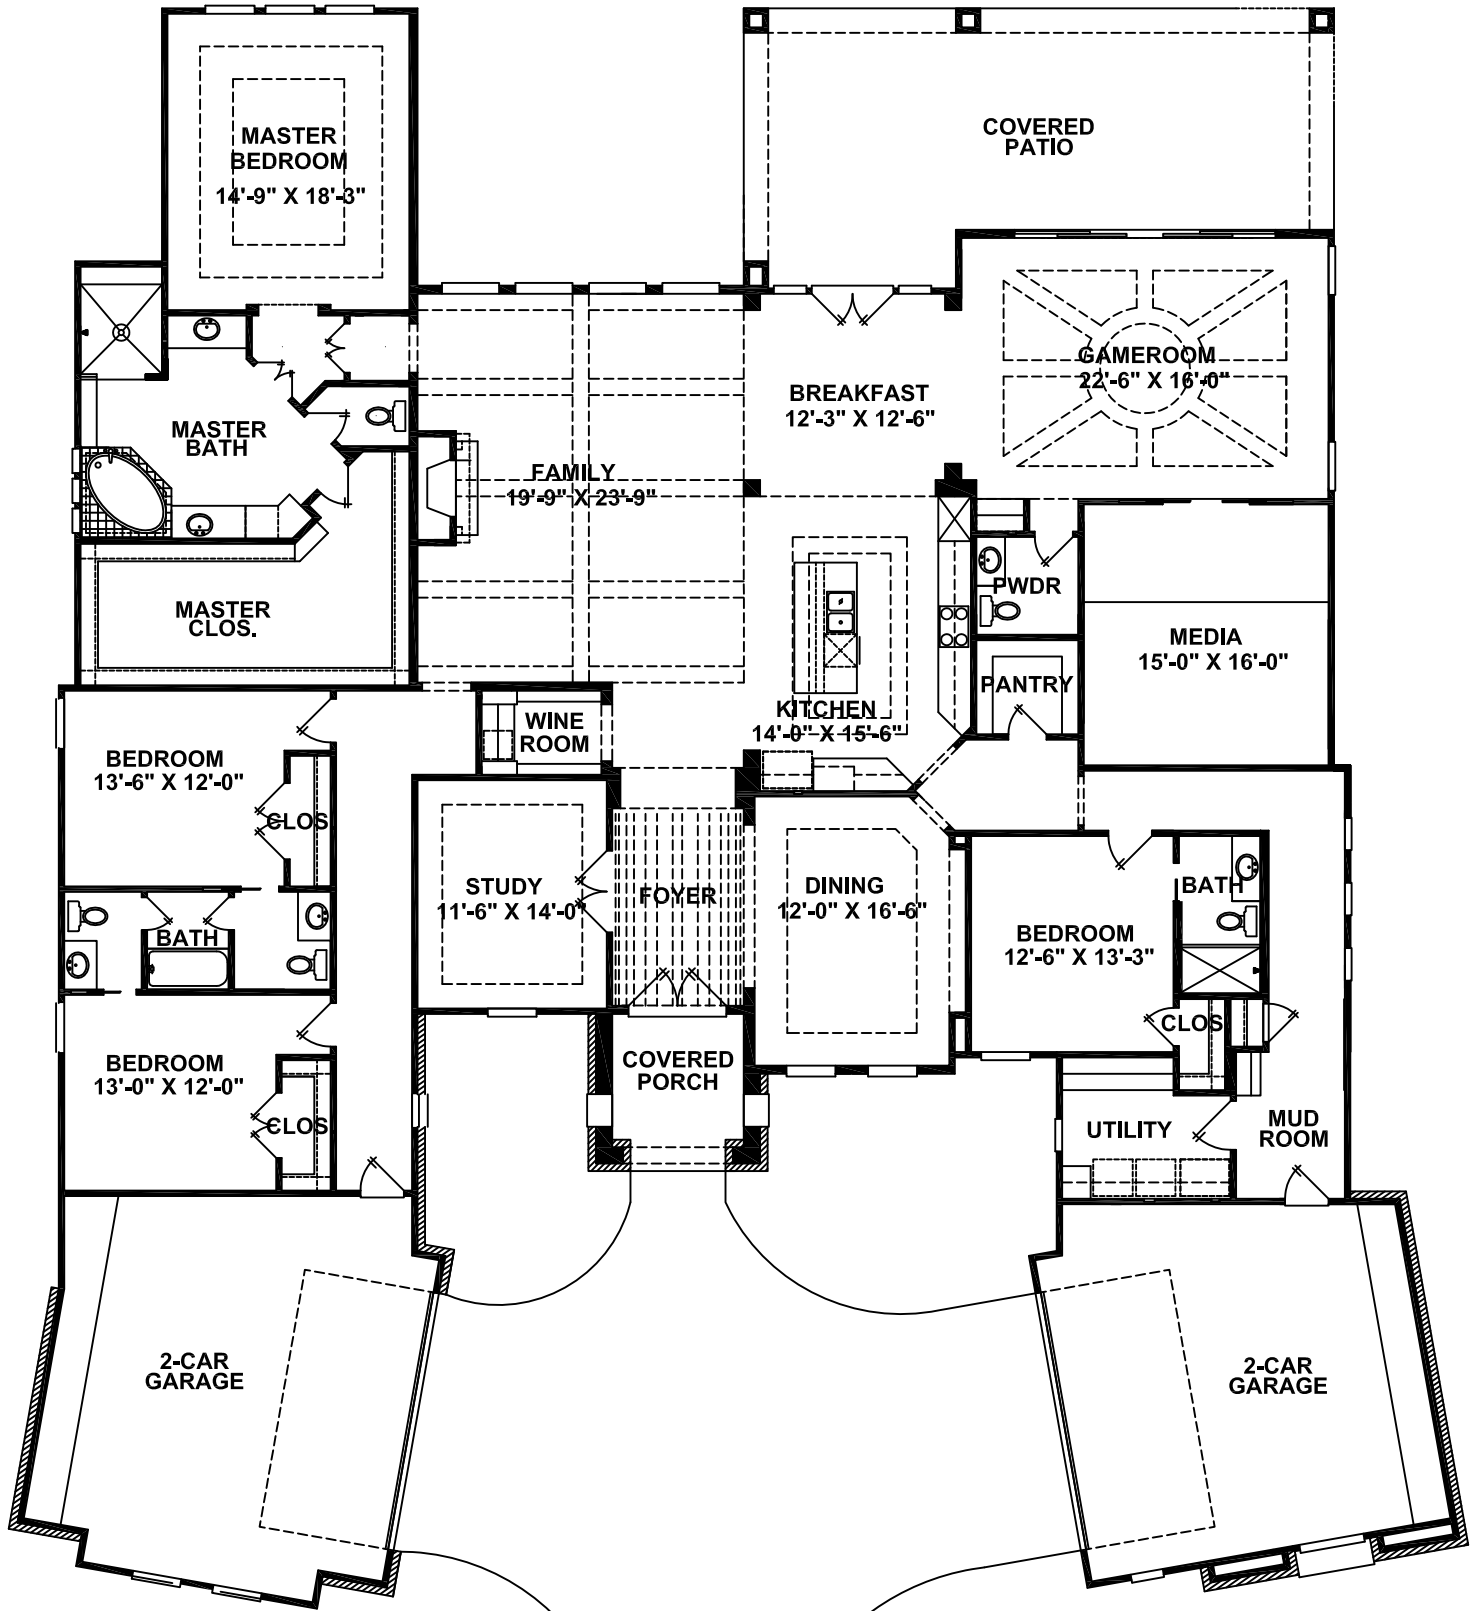 MASTER
BEDROOM
14'-9" X 18'-3"
COVERED
PATIO
GAMEROOM
22'-6" X 16'-0"
BREAKFAST
12'-3" X 12'-6"
MASTER
BATH
FAMILY
19'-9" X 23'-9"
PWDR
MASTER
CLOS.
MEDIA
15'-0" X 16'-0"
PANTRY
KITCHEN
14'-0" X 15'-6"
WINE
ROOM
BEDROOM
13'-6" X 12'-0"
CLOS
STUDY
11'-6" X 14'-0"
FOYER
DINING
12'-0" X 16'-6"
BATH
BEDROOM
12'-6" X 13'-3"
BATH
CLOS
BEDROOM
13'-0" X 12'-0"
COVERED
PORCH
CLOS
UTILITY
MUD
ROOM
2-CAR
GARAGE
2-CAR
GARAGE